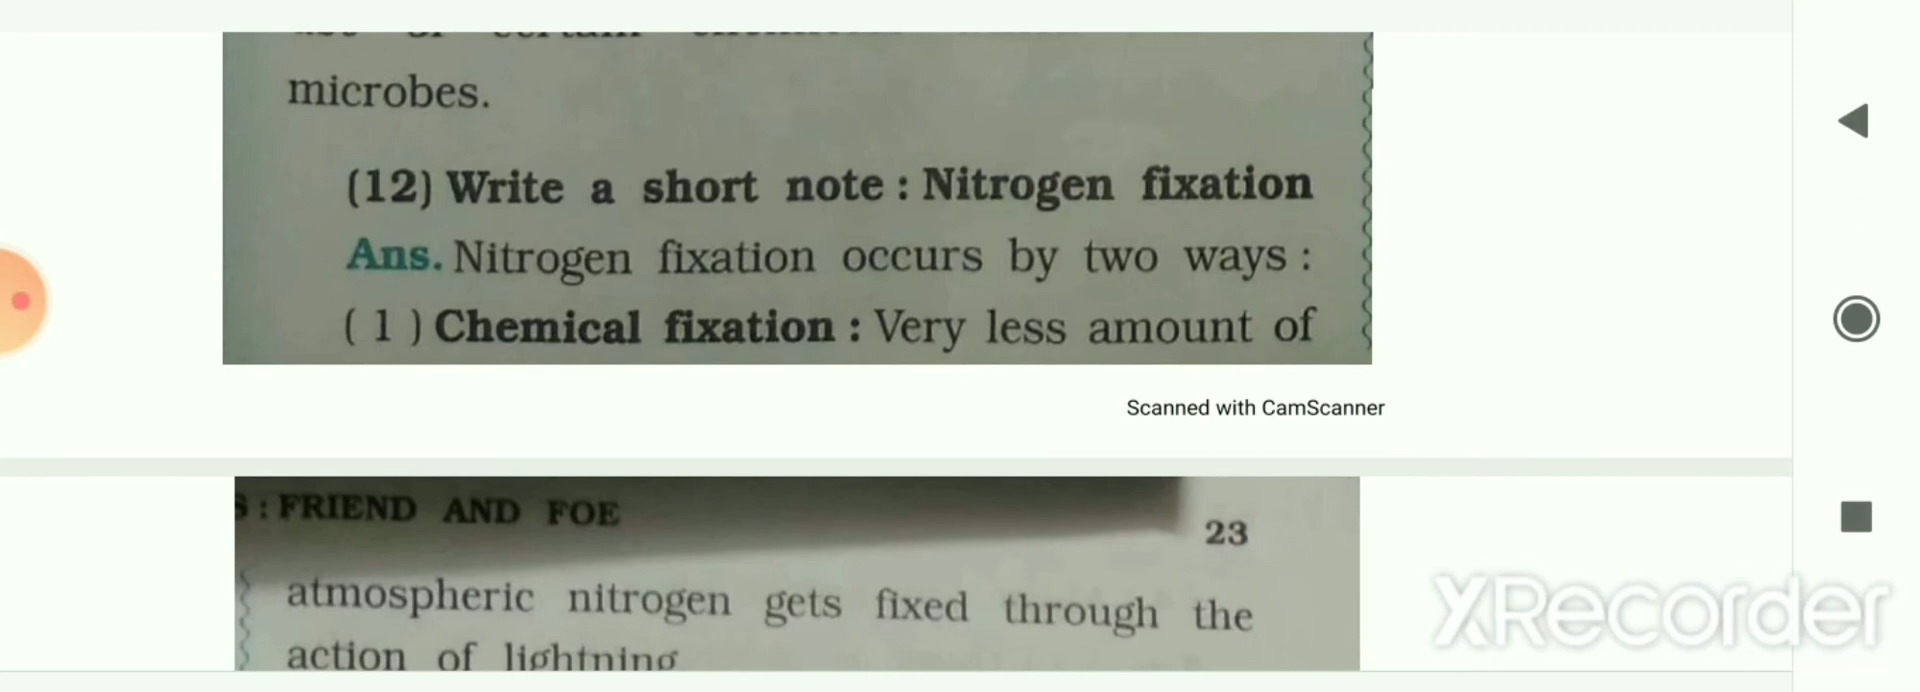 microbes.
(12) Write a short note : Nitrogen fixation
Ans. Nitrogen fixation occurs by two ways :
( 1 ) Chemical fixation : Very less amount of
Scanned with CamScanner
: FRIEND AND FOE
23
atmospheric nitrogen gets fixed through the
action of lightning
XRecorder